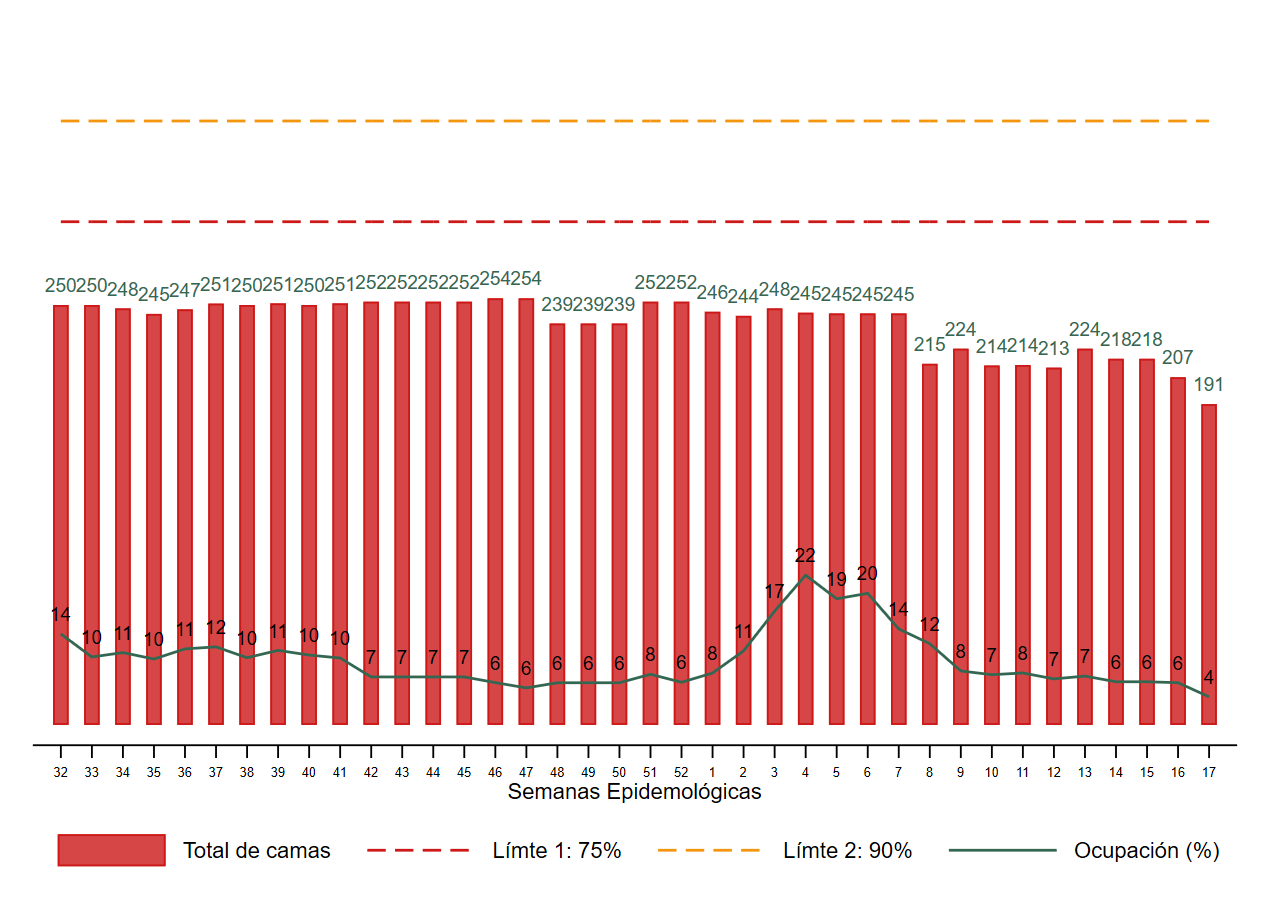 250 250 248 245 247 251 250 251 250 251 252 252 252 252 254 254 239 239 239 252 252 246 244 248 245 245 245 245 215 224 214 214 213 224 218 218 207 191
14 10 11 10 11 12 10 11 10 10 7 7 7 7 6 6 6 6 6 8 6 8 11 17 22 19 20 14 12 8 7 8 7 7 6 6 6 4
32 33 34 35 36 37 38 39 40 41 42 43 44 45 46 47 48 49 50 51 52 1 2 3 4 5 6 7 8 9 10 11 12 13 14 15 16 17
Semanas Epidemológicas
Total de camas Límte 1: 75% Límte 2: 90% Ocupación (%)